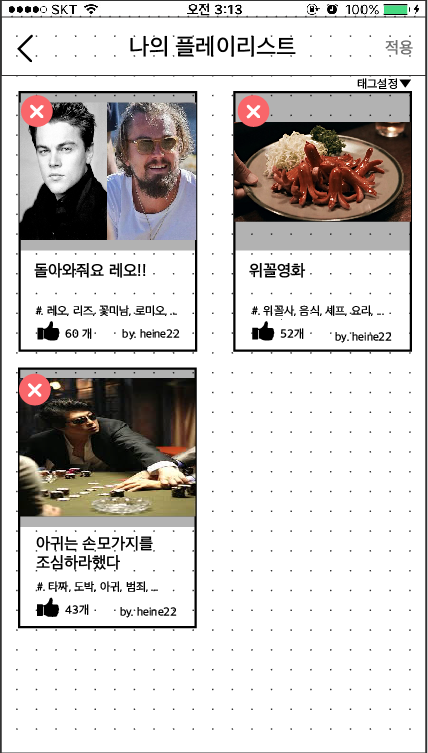 SKT 오전 3:13 100%
나의 플레이리스트 적용
태그설정▼
돌아와줘요 레오!!
#. 레오, 리즈, 꽃미남, 로미오, ...
60 개 by. heine22
위꼴영화
#. 위꼴사, 음식, 셰프, 요리, ...
52개 by. heine22
아귀는 손모가지를
조심하라했다
#. 타짜, 도박, 아귀, 범죄, ...
43개 by. heine22